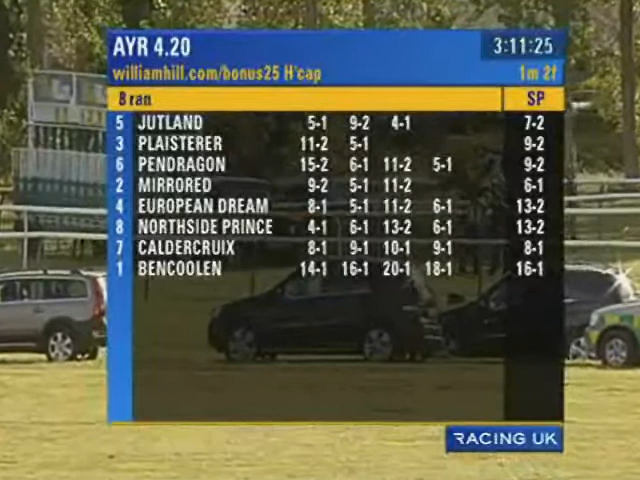 AYR 4.20 3:11:25
williamhill.com/bonus25 H'cap 1m 2f
8 ran SP
5 JUTLAND 5-1 9-2 4-1 7-2
3 PLAISTERER 11-2 5-1 9-2
6 PENDRAGON 15-2 6-1 11-2 5-1 9-2
2 MIRRORED 9-2 5-1 11-2 6-1
4 EUROPEAN DREAM 8-1 5-1 11-2 6-1 13-2
8 NORTHSIDE PRINCE 4-1 6-1 13-2 6-1 13-2
7 CALDERCRUIX 8-1 9-1 10-1 9-1 8-1
1 BENCOOLEN 14-1 16-1 20-1 18-1 16-1
RACING UK